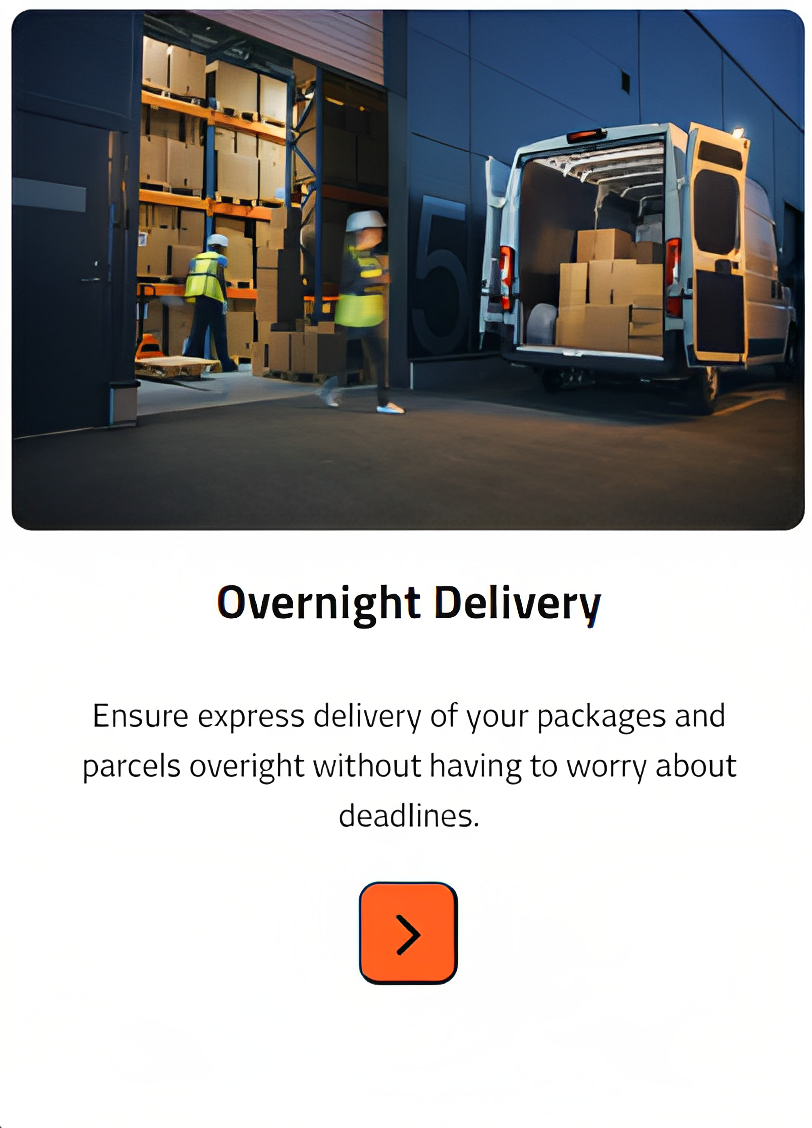 5
Overnight Delivery
Ensure express delivery of your packages and
parcels overight without having to worry about
deadlines.